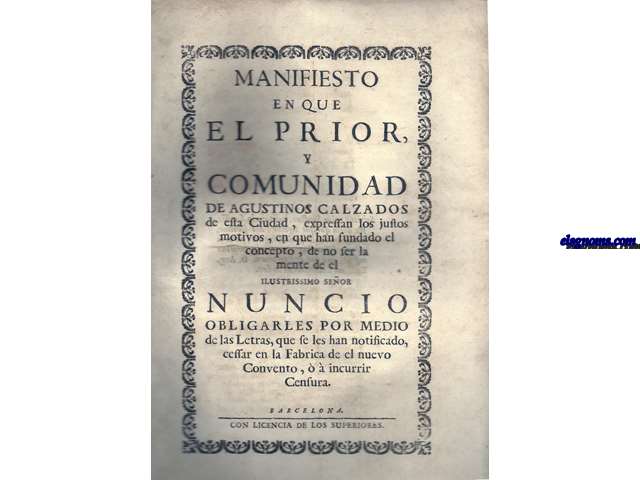 MANIFIESTO
EN QUE
EL PRIOR,
Y
COMUNIDAD
DE AGUSTINOS CALZADOS
de eſta Ciudad, expreſſan los juſtos
motivos, en que han fundado el
concepto, de no ſer la
mente de el
ILUSTRISSIMO SEÑOR
NUNCIO
OBLIGARLES POR MEDIO
de las Letras, que ſe les han notificado,
ceſſar en la Fabrica de el nuevo
Convento, ò à incurrir
Cenſura.
BARCELONA.
CON LICENCIA DE LOS SUPERIORES.
elsgnoms.com